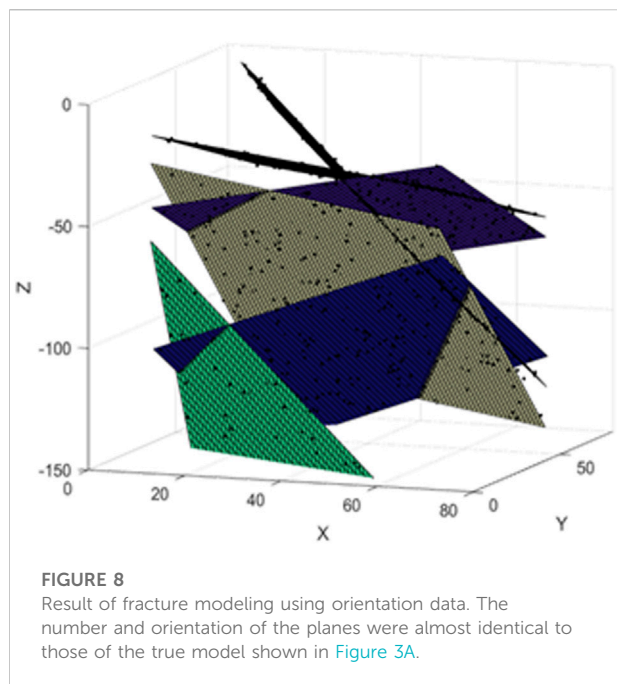 0
-50
-100
-150
Z
0
20
40
60
80
X
0
50
Y
FIGURE 8
Result of fracture modeling using orientation data. The
number and orientation of the planes were almost identical to
those of the true model shown in Figure 3A.